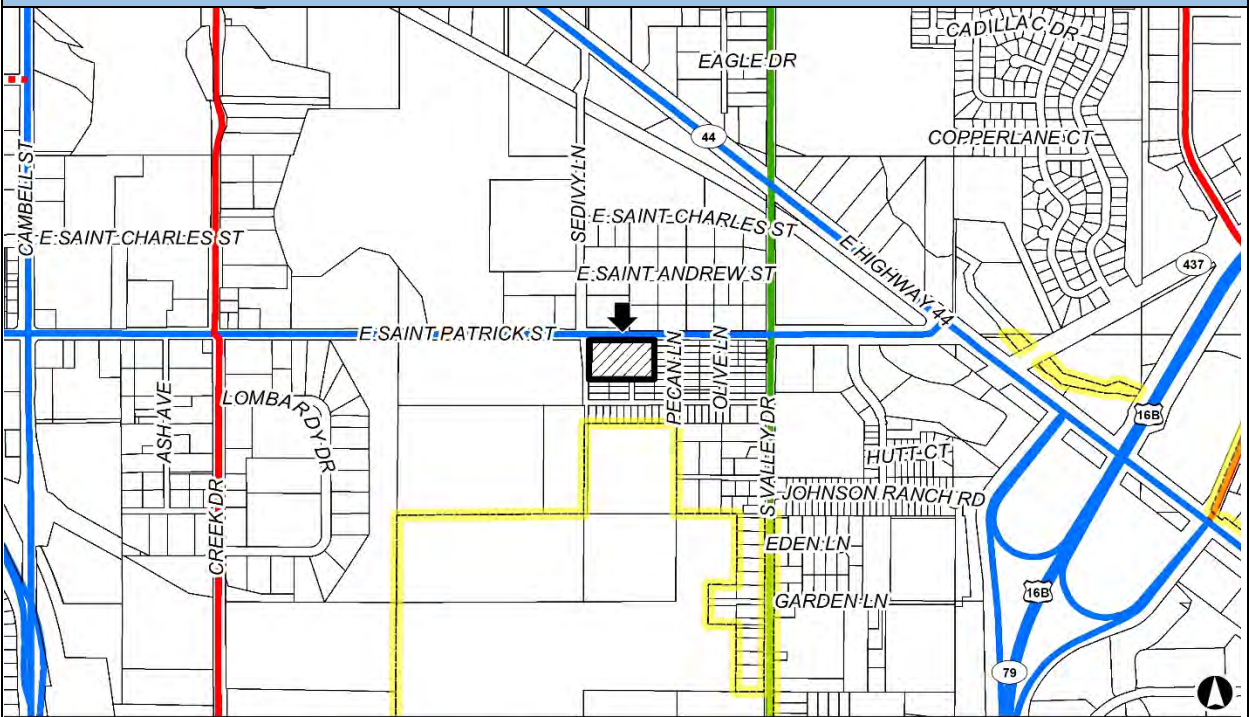 CADILLAC DR
EAGLE DR
44
COPPERLANE CT
CAMBELL ST
SEDIVY LN
E SAINT CHARLES ST
E SAINT CHARLES ST
E SAINT ANDREW ST
E HIGHWAY 44
437
E SAINT PATRICK ST
PECAN LN
OLIVE LN
ASH AVE
LOMBARDY DR
S VALLEY DR
16B
HUTT CT
CREEK DR
JOHNSON RANCH RD
EDEN LN
16B
GARDEN LN
79